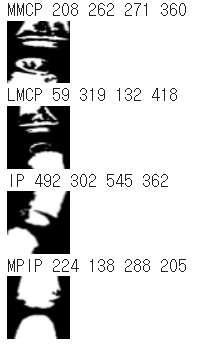 MMCP 208 262 271 360
LMCP 59 319 132 418
IP 492 302 545 362
MPIP 224 138 288 205